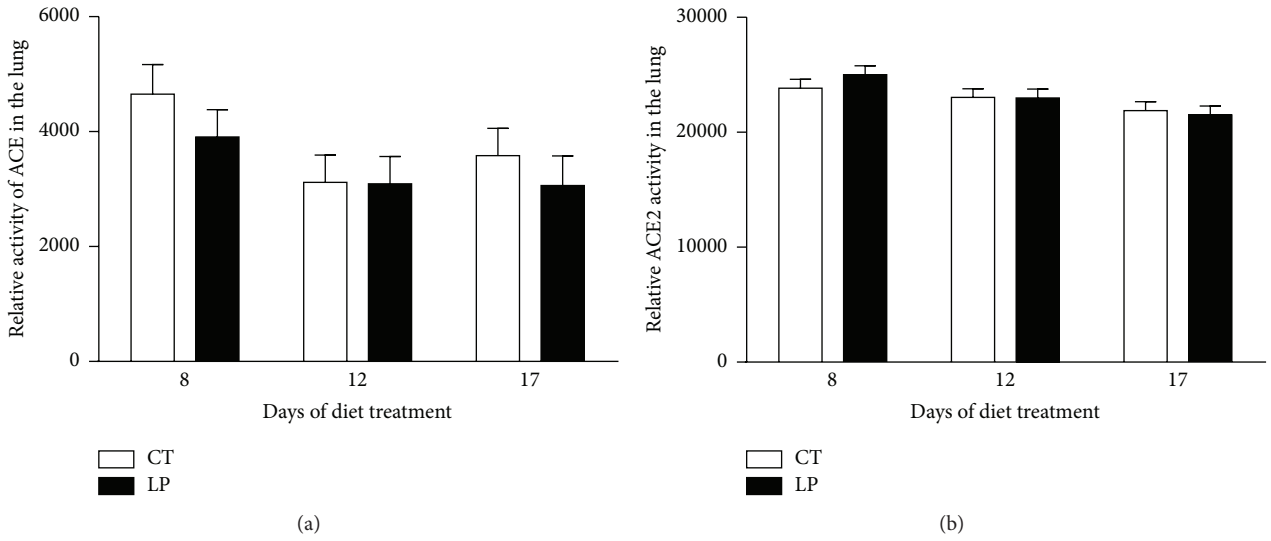 Relative activity of ACE in the lung
6000
4000
2000
0
8 12 17
Days of diet treatment
CT
LP
(a)
Relative ACE2 activity in the lung
30000
20000
10000
0
8 12 17
Days of diet treatment
CT
LP
(b)